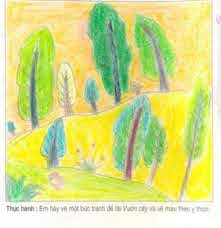 Thực hành : Em hãy vẽ một bức tranh đề tài Vườn cây và vẽ màu theo ý thích.